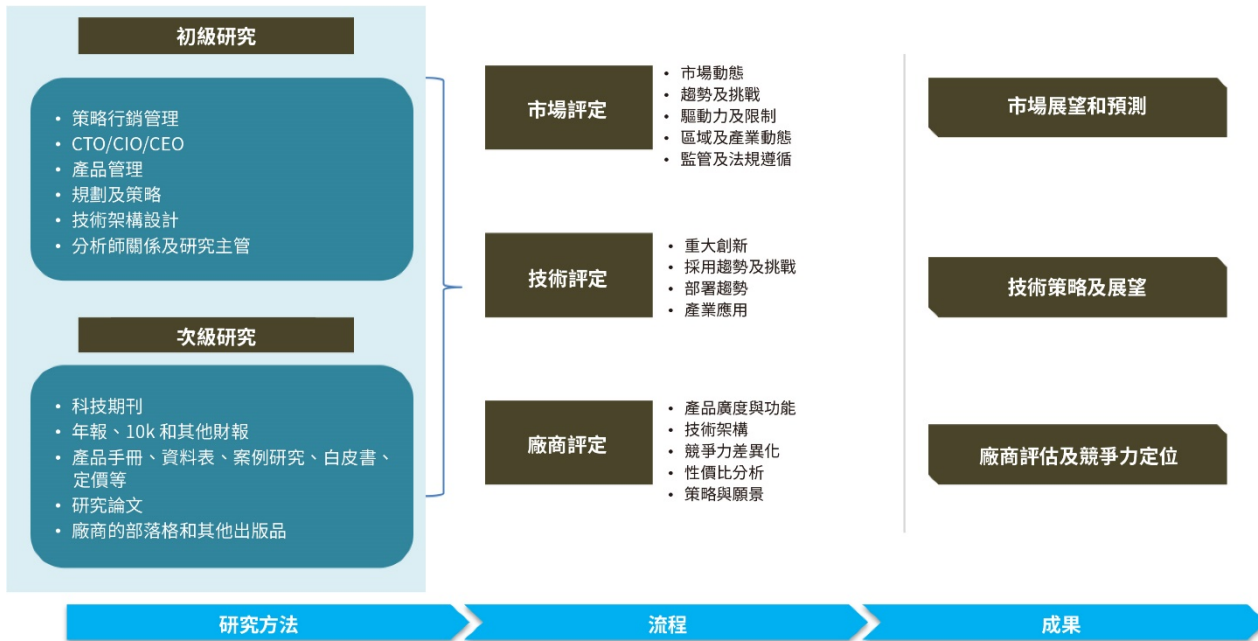 初級研究
• 策略行銷管理
• CTO/CIO/CEO
• 產品管理
• 規劃及策略
• 技術架構設計
• 分析師關係及研究主管
次級研究
• 科技期刊
• 年報、10k 和其他財報
• 產品手冊、資料表、案例研究、白皮書、
定價等
• 研究論文
• 廠商的部落格和其他出版品
市場評定
• 市場動態
• 趨勢及挑戰
• 驅動力及限制
• 區域及產業動態
• 監管及法規遵循
技術評定
• 重大創新
• 採用趨勢及挑戰
• 部署趨勢
• 產業應用
廠商評定
• 產品廣度與功能
• 技術架構
• 競爭力差異化
• 性價比分析
• 策略與願景
市場展望和預測
技術策略及展望
廠商評估及競爭力定位
研究方法
流程
成果